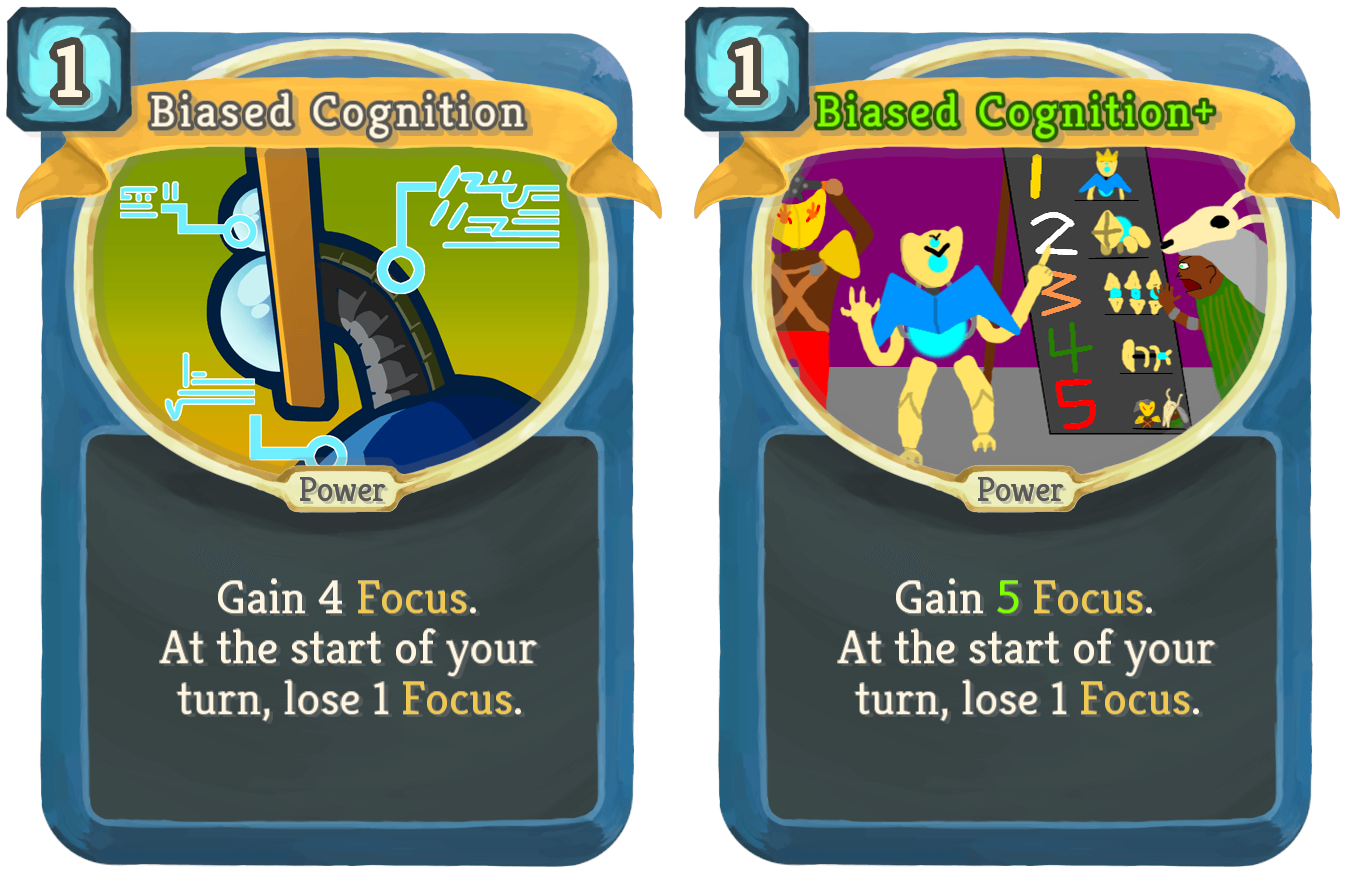 1
Biased Cognition
Power
Gain 4 Focus.
At the start of your
turn, lose 1 Focus.
1
Biased Cognition+
1
2
3
4
5
Power
Gain 5 Focus.
At the start of your
turn, lose 1 Focus.